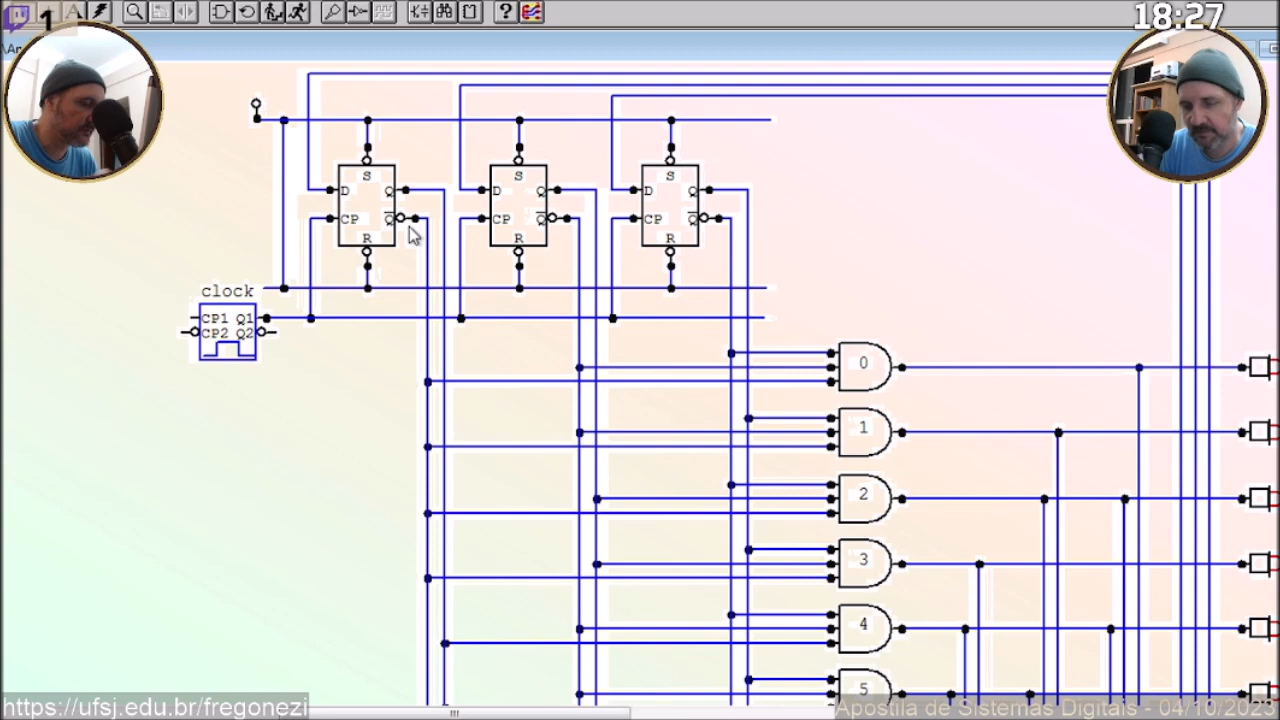 1
18:27
\Ar
S S S
D Q D Q D Q
CP Q CP Q CP Q
R R R
clock
CP1 Q1
CP2 Q2
0
1
2
3
4
5
https://ufsj.edu.br/fregonezi
Apostila de Sistemas Digitais - 04/10/2023